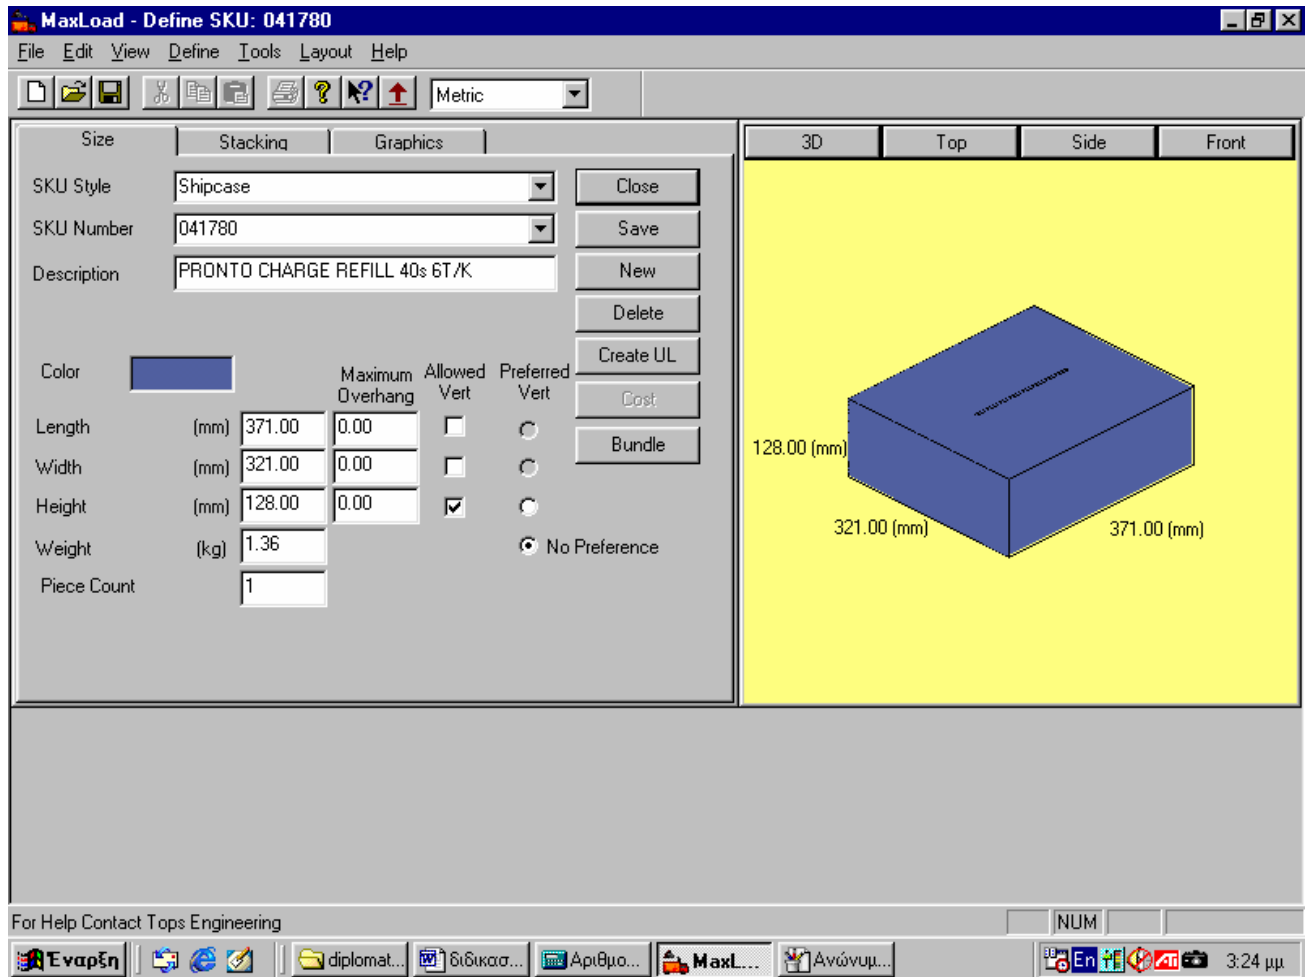 MaxLoad - Define SKU: 041780
File Edit View Define Tools Layout Help
Metric
Size Stacking Graphics
3D Top Side Front
SKU Style Shipcase Close
SKU Number 041780 Save
Description PRONTO CHARGE REFILL 40s 6T/K New
Delete
Create UL
Color Maximum Overhang Allowed Vert Preferred Vert
Cost
Length (mm) 371.00 0.00
Bundle
Width (mm) 321.00 0.00
Height (mm) 128.00 0.00
Weight (kg) 1.36 No Preference
Piece Count 1
128.00 (mm)
321.00 (mm) 371.00 (mm)
For Help Contact Tops Engineering NUM
Έναρξη diplomat... διδικασ... Αριθμο... MaxL... Ανώνυμ... En 3:24 μμ